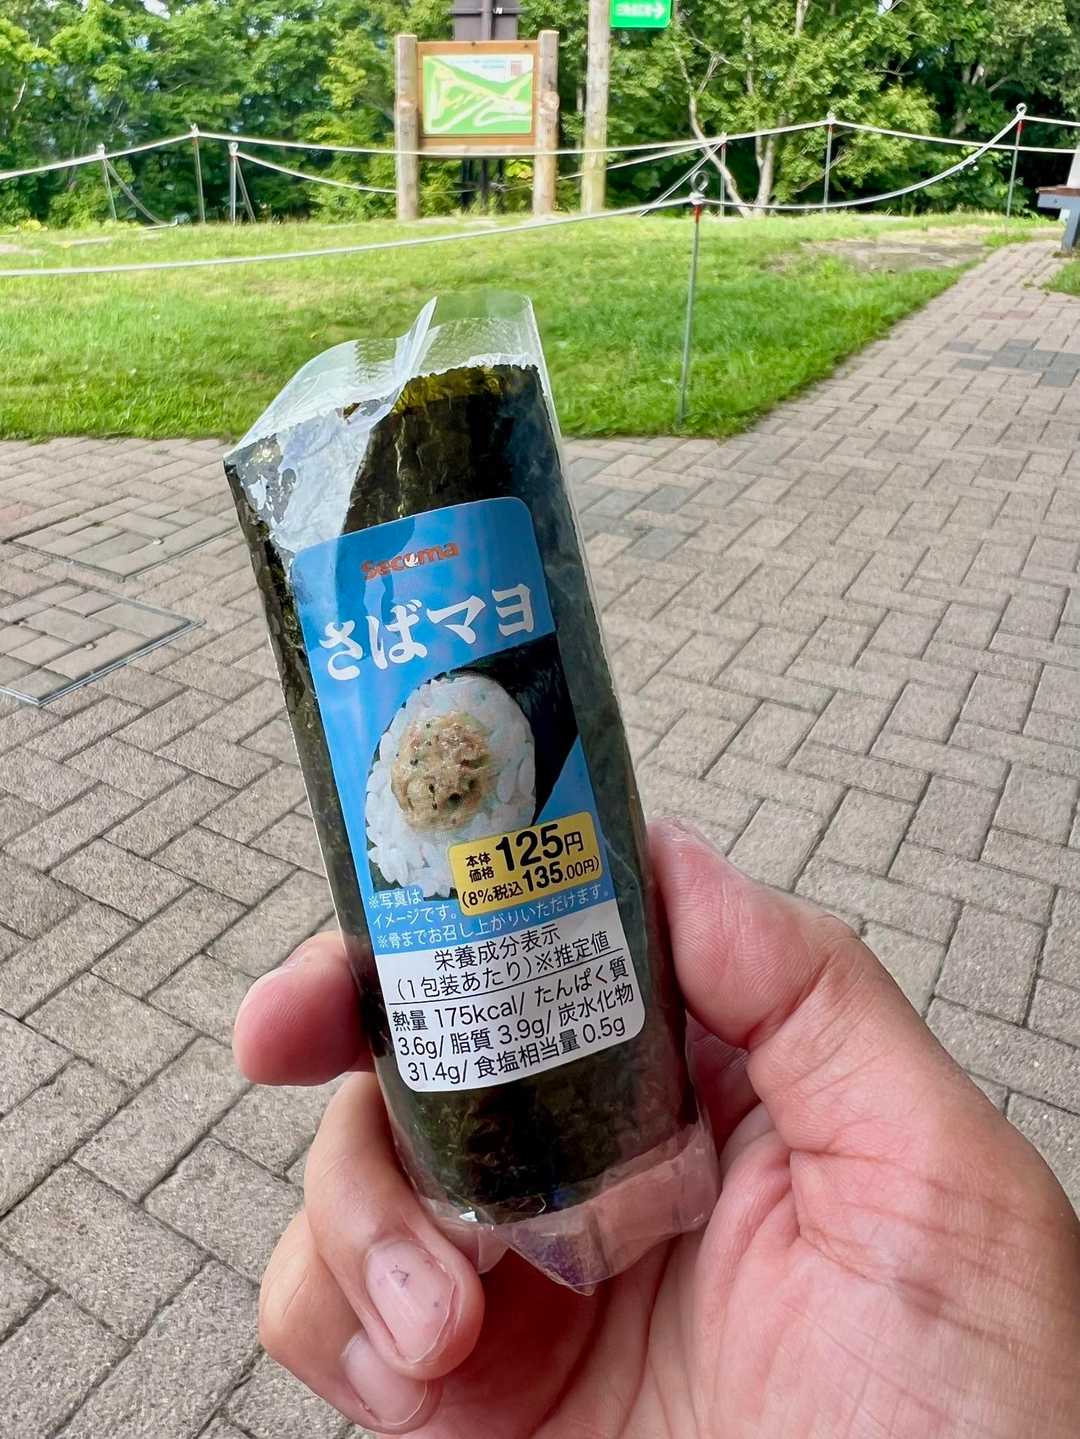 Secoma
さばマヨ
本体
価格
125円
(8%税込135.00円)
※写真は
イメージです。
※骨までお召し上がりいただけます。
栄養成分表示
(1包装あたり)※推定値
熱量 175kcal/ たんぱく質
3.6g/ 脂質 3.9g/ 炭水化物
31.4g/ 食塩相当量 0.5g